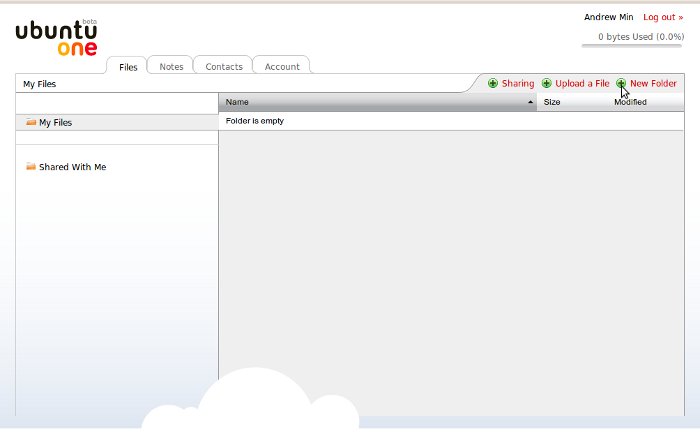 ubuntu beta
one
Andrew Min Log out »
0 bytes Used (0.0%)
Files Notes Contacts Account
My Files Sharing Upload a File New Folder
Name Size Modified
My Files Folder is empty
Shared With Me